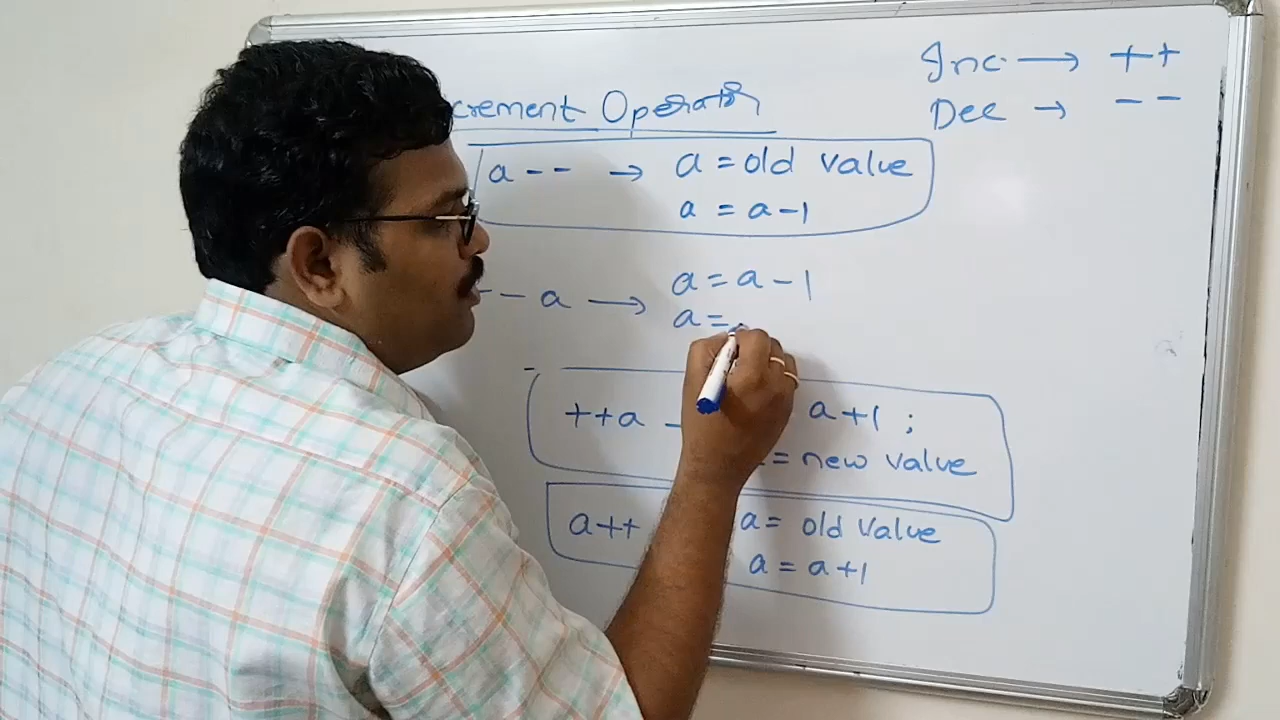 Inc. → ++
Dec → --
crement Operator
a -- → a = old value
a = a-1
-- a → a = a - 1
a =
++a a+1 ;
= new value
a++ a = old value
a = a+1